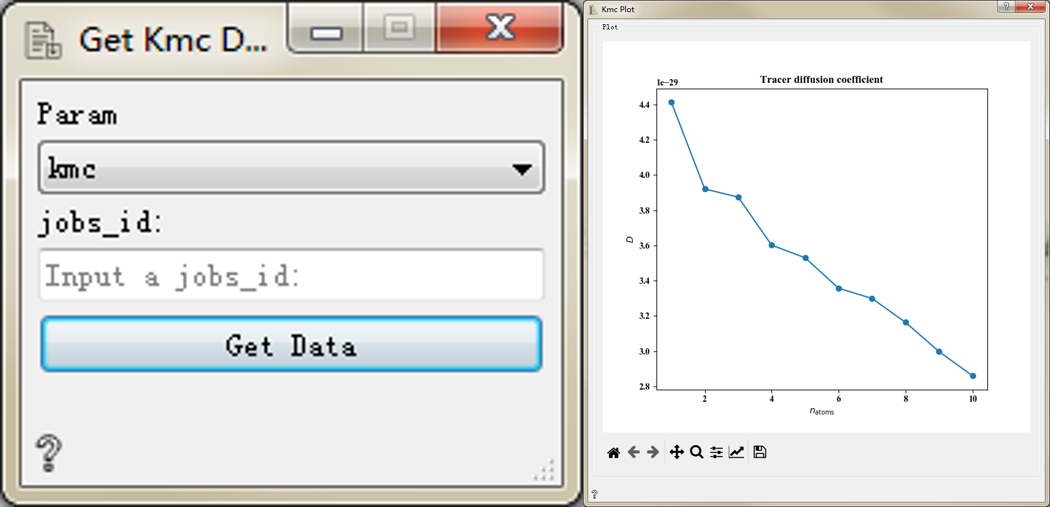 Get Kmc D...
Param
kmc
jobs_id:
Input a jobs_id:
Get Data
Kmc Plot
Plot
Tracer diffusion coefficient
1e−29
4.4
4.2
4.0
3.8
3.6
3.4
3.2
3.0
2.8
D
2 4 6 8 10
n_atoms